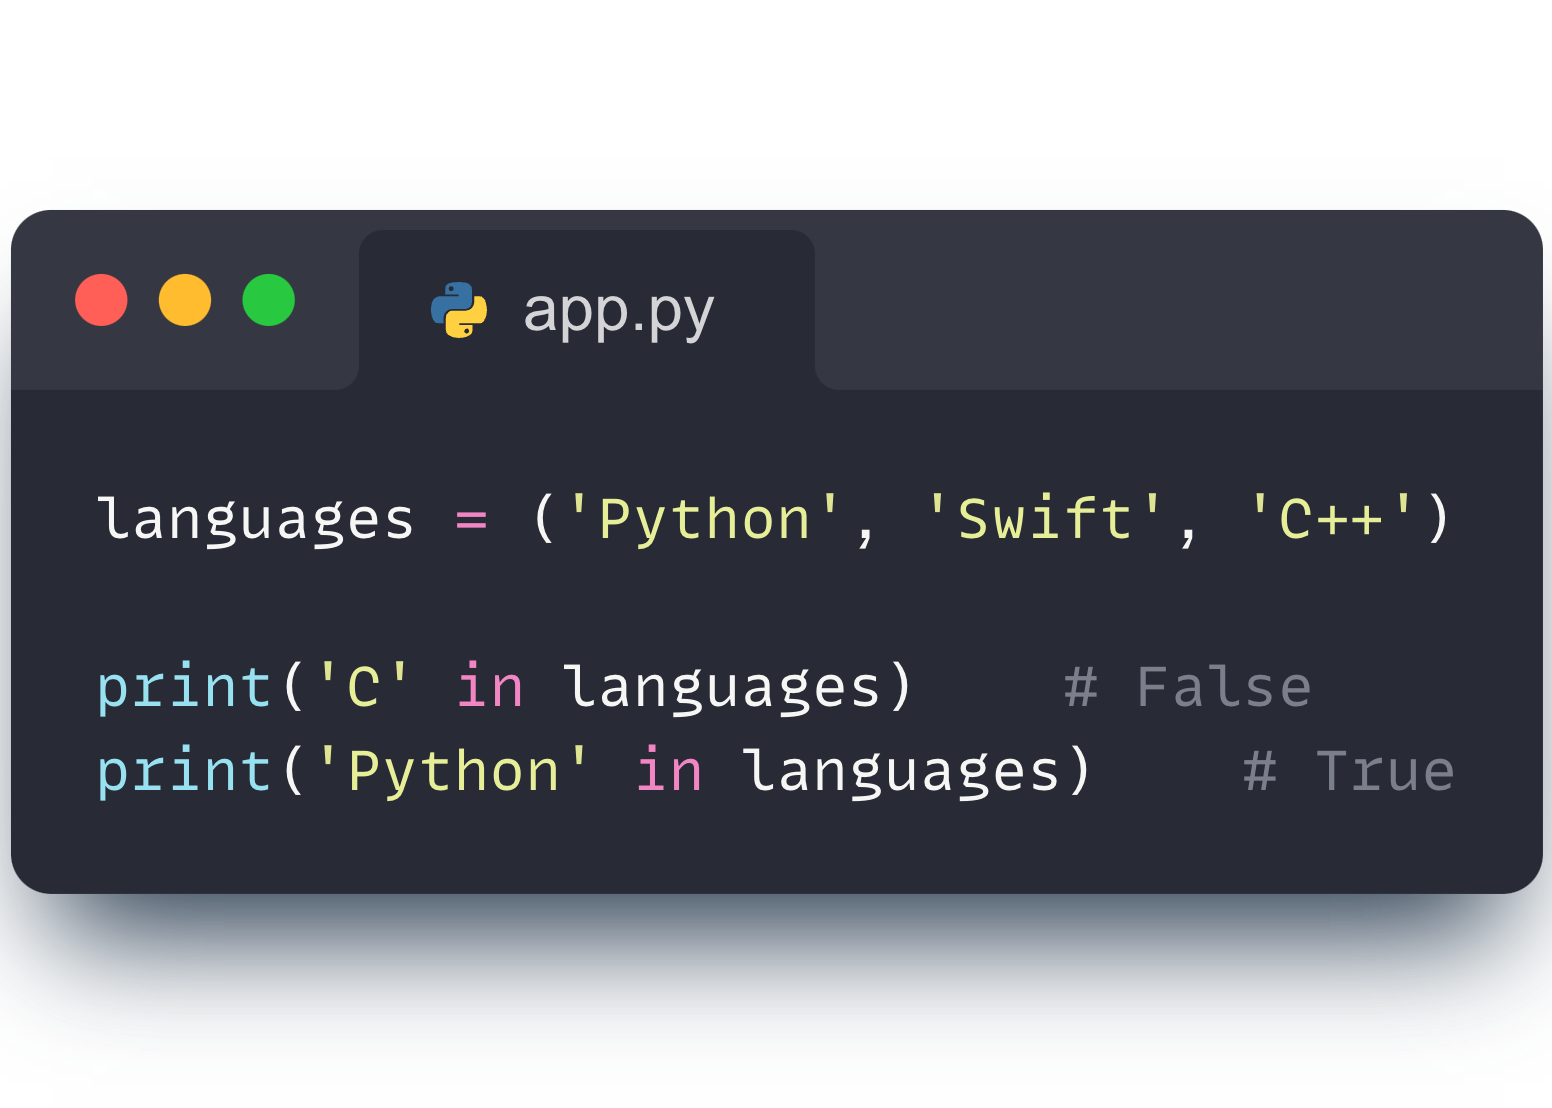 app.py
languages = ('Python', 'Swift', 'C++')
print('C' in languages)    # False
print('Python' in languages)    # True